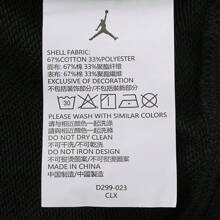 SHELL FABRIC:
67%COTTON 33%POLYESTER
面布: 67%棉 33%聚酯纤维
表布: 67%棉 33%聚酯纖維
EXCLUSIVE OF DECORATION
不包括装饰部分/不包括裝飾部分
30
PLEASE WASH WITH SIMILAR COLORS
请与相近颜色一起洗涤
請與相近顏色一起洗滌
DO NOT DRY CLEAN
不可干洗/不可乾洗
DO NOT IRON DESIGN
不可熨烫图案/不可熨燙圖案
MADE IN CHINA
中国制造/中國製造
D299-023
CLX